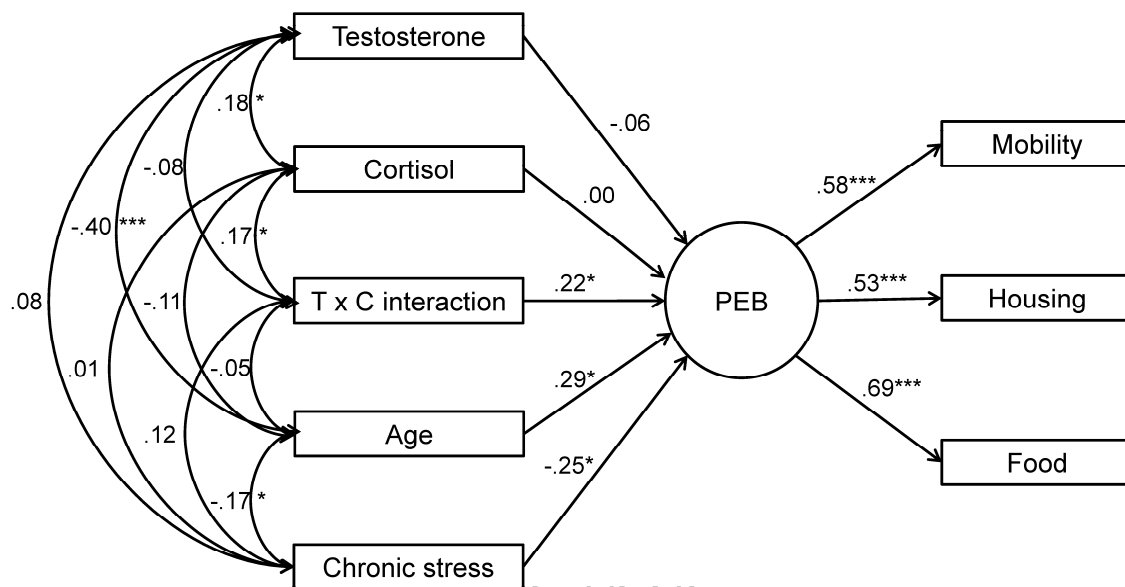 Testosterone
.18 *
-.06
Mobility
-.08
Cortisol
.00
.58***
-.40 ***
.17 *
.08
-.11
T x C interaction
.22*
PEB
.53***
Housing
.01
-.05
.29*
.69***
.12
Age
-.25*
Food
-.17 *
Chronic stress